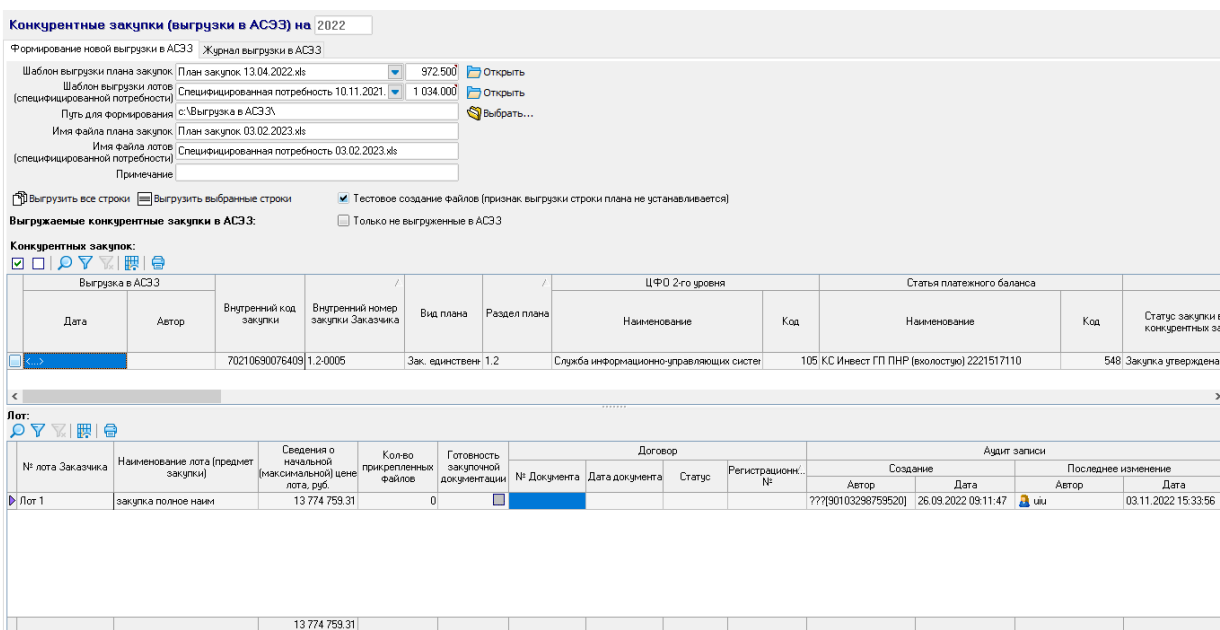 Конкурентные закупки (выгрузки в АСЭЗ) на 2022
Формирование новой выгрузки в АСЭЗ Журнал выгрузки в АСЭЗ
Шаблон выгрузки плана закупок План закупок 13.04.2022.xls 972.500 Открыть
Шаблон выгрузки лотов
(специфицированной потребности) Специфицированная потребность 10.11.2021. 1 034.000 Открыть
Путь для формирования c:\Выгрузка в АСЭЗ\ Выбрать...
Имя файла плана закупок План закупок 03.02.2023.xls
Имя файла лотов
(специфицированной потребности) Специфицированная потребность 03.02.2023.xls
Примечание
Выгрузить все строки Выгрузить выбранные строки Тестовое создание файлов (признак выгрузки строки плана не устанавливается)
Выгружаемые конкурентные закупки в АСЭЗ: Только не выгруженные в АСЭЗ
Конкурентных закупок:
Выгрузка в АСЭЗ ЦФО 2-го уровня Статья платежного баланса
Дата Автор Внутренний код закупки Внутренний номер закупки Заказчика Вид плана Раздел плана Наименование Код Наименование Код Статус закупки в конкурентных за
<...> 70210690076409 1.2-0005 Зак. единственн 1.2 Служба информационно-управляющих систем 105 КС Инвест ГП ПНР (вхолостую) 2221517110 548 Закупка утверждена
Лот:
№ лота Заказчика Наименование лота (предмет закупки) Сведения о начальной (максимальной) цене лота, руб. Кол-во прикрепленных файлов Готовность закупочной документации Договор Аудит записи
№ Документа Дата документа Статус Регистрационн... № Создание Последнее изменение
Автор Дата Автор Дата
Лот 1 закупка полное наим 13 774 759.31 0 ???[90103298759520] 26.09.2022 09:11:47 uiu 03.11.2022 15:33:56
13 774 759.31